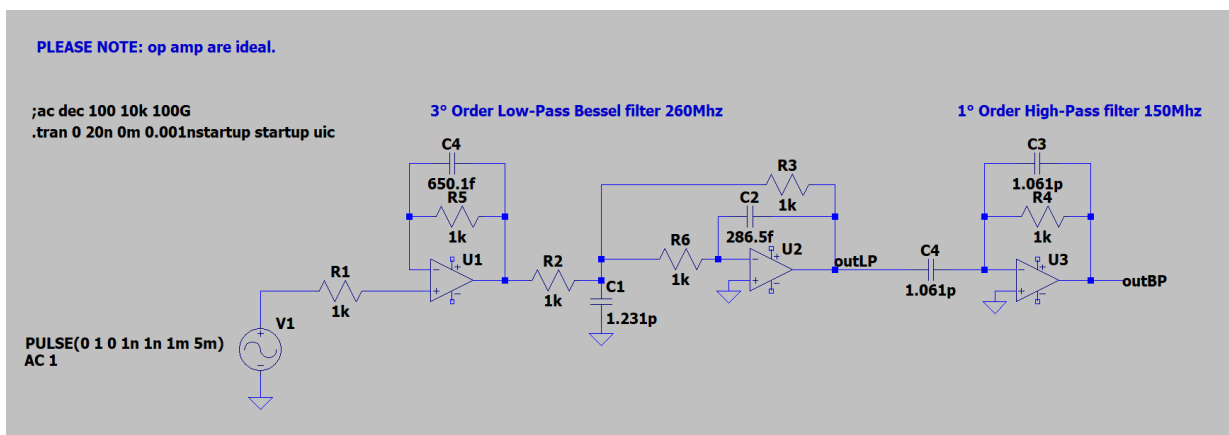 PLEASE NOTE: op amp are ideal.
;ac dec 100 10k 100G
.tran 0 20n 0m 0.001nstartup startup uic
3° Order Low-Pass Bessel filter 260Mhz
1° Order High-Pass filter 150Mhz
C4
650.1f
R5
1k
U1
R1
1k
V1
PULSE(0 1 0 1n 1n 1m 5m)
AC 1
R2
1k
C1
1.231p
R3
1k
C2
286.5f
R6
1k
U2
outLP
C4
1.061p
C3
1.061p
R4
1k
U3
outBP